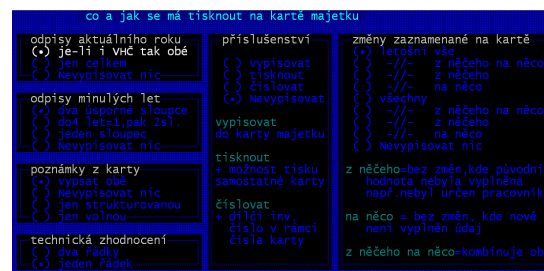 co a jak se má tisknout na kartě majetku
odpisy aktuálního roku
(•) je-li i VHČ tak obé
( ) jen celkem
( ) Nevypisovat nic
odpisy minulých let
(•) dva úsporné sloupce
( ) do4 let=1,pak 2sl.
( ) jeden sloupec
( ) Nevypisovat nic
poznámky z karty
(•) vypsat obě
( ) Nevypisovat nic
( ) jen strukturovanou
( ) jen volnou
technická zhodnocení
( ) dva řádky
(•) jeden řádek
příslušenství
( ) vypisovat
( ) tisknout
( ) číslovat
(•) Nevypisovat
vypisovat
do karty majetku
tisknout
+ možnost tisku
samostatné karty
číslovat
+ dílčí inv.
číslo v rámci
čísla karty
změny zaznamenané na kartě
(•) letošní vše
( ) -//- z něčeho na něco
( ) -//- z něčeho
( ) -//- na něco
( ) všechny
( ) -//- z něčeho na něco
( ) -//- z něčeho
( ) -//- na něco
( ) Nevypisovat nic
z něčeho=bez změn,kde původní
hodnota nebyla vyplněna
např.nebyl určen pracovník
na něco = bez změn, kde nově
není vyplněn údaj
z něčeho na něco=kombinuje ob